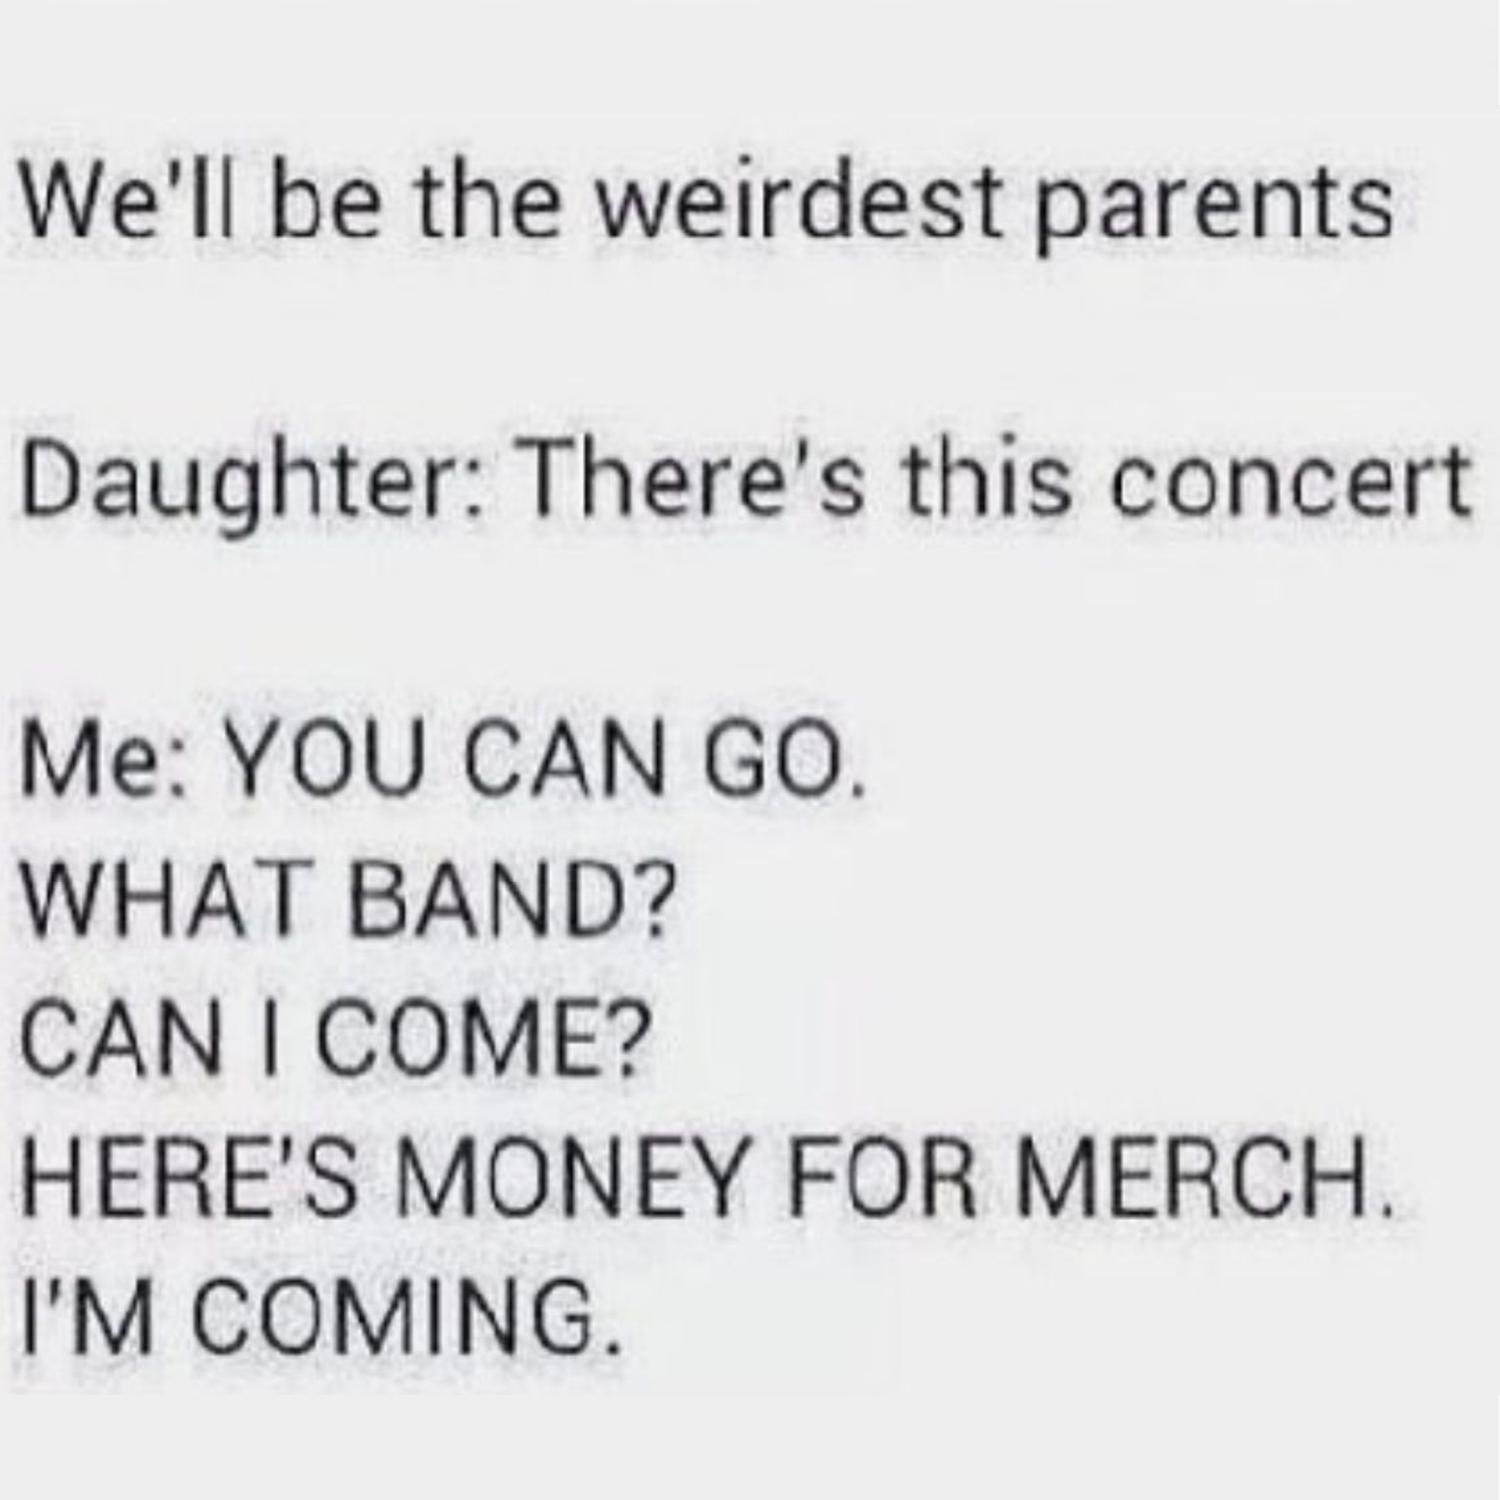 We'll be the weirdest parents
Daughter: There's this concert
Me: YOU CAN GO.
WHAT BAND?
CAN I COME?
HERE'S MONEY FOR MERCH.
I'M COMING.